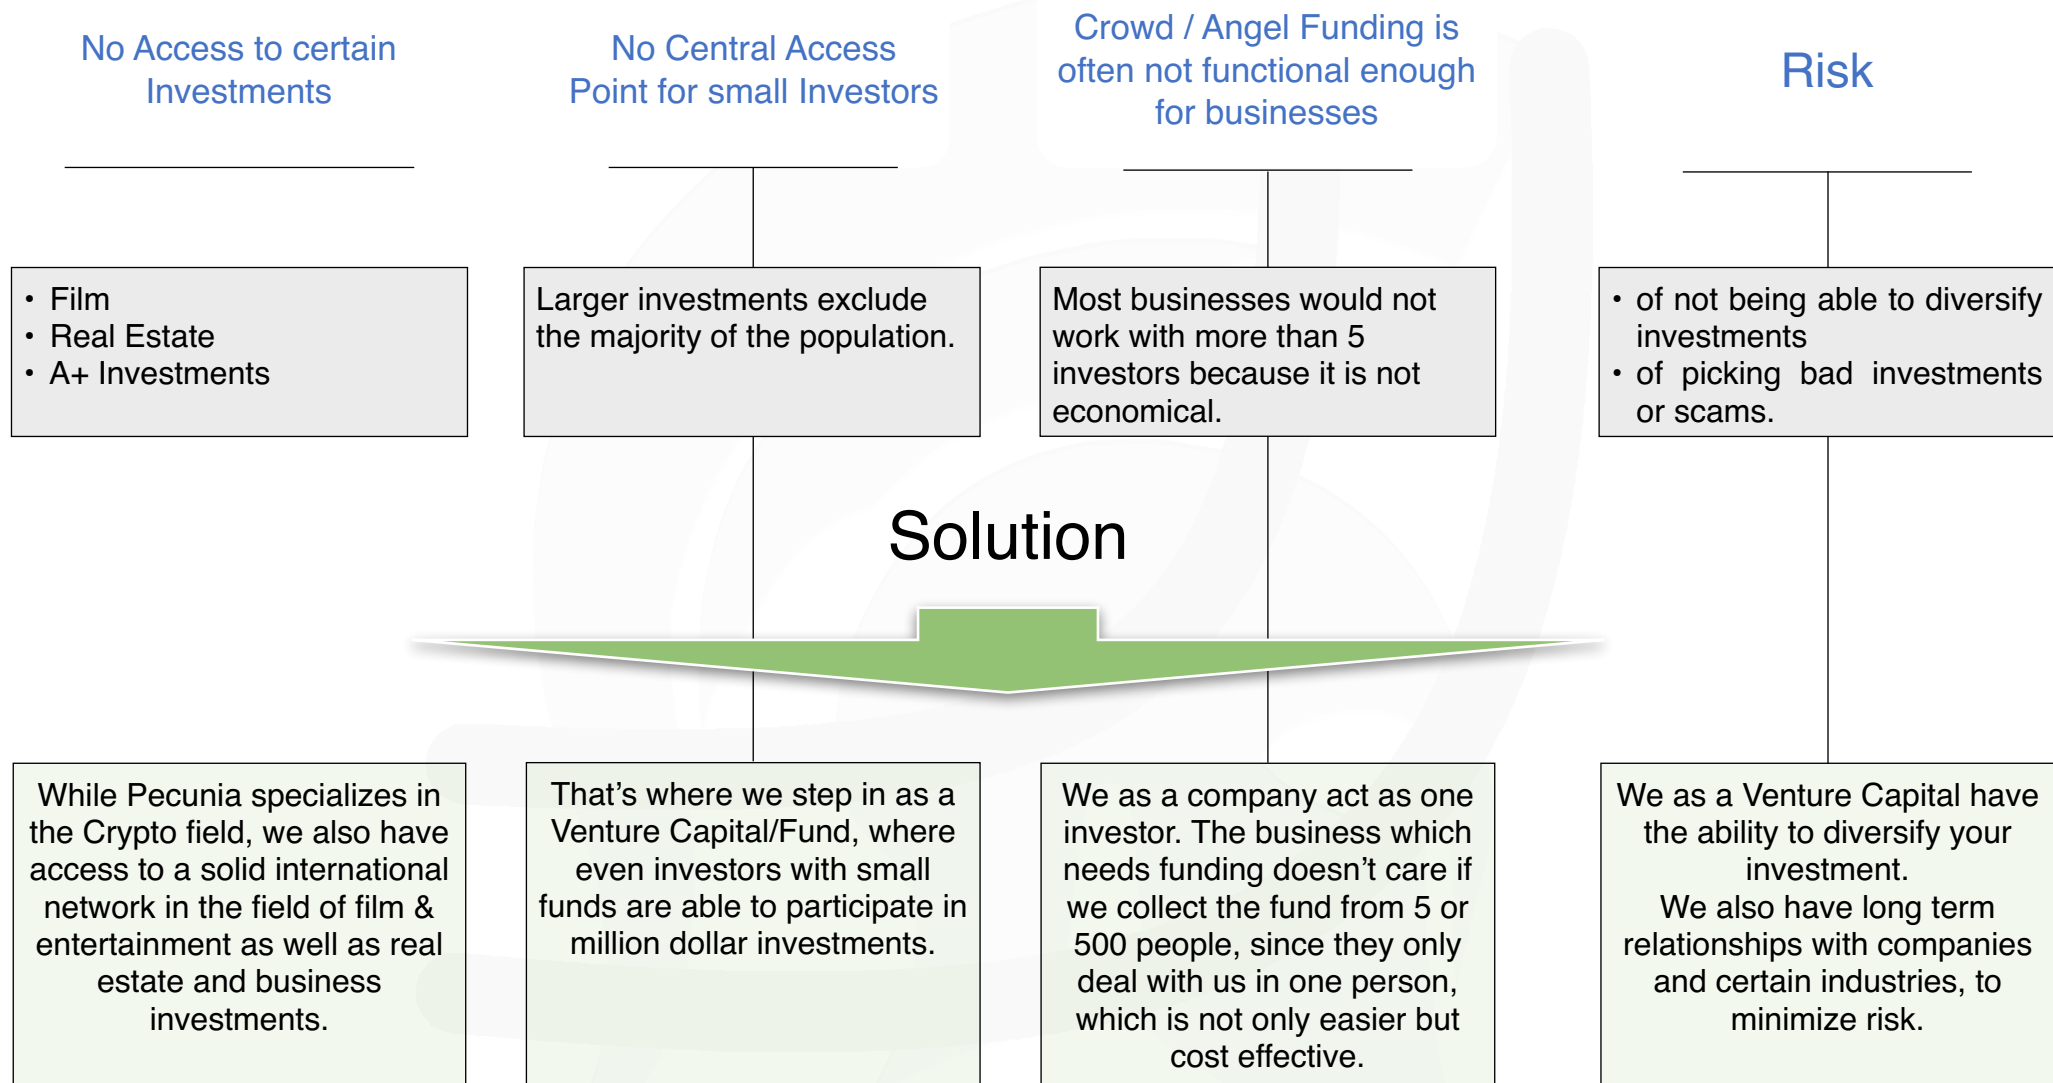 No Access to certain
Investments
No Central Access
Point for small Investors
Crowd / Angel Funding is
often not functional enough
for businesses
Risk
• Film
• Real Estate
• A+ Investments
Larger investments exclude
the majority of the population.
Most businesses would not
work with more than 5
investors because it is not
economical.
• of not being able to diversify
investments
• of picking bad investments
or scams.
Solution
While Pecunia specializes in
the Crypto field, we also have
access to a solid international
network in the field of film &
entertainment as well as real
estate and business
investments.
That’s where we step in as a
Venture Capital/Fund, where
even investors with small
funds are able to participate in
million dollar investments.
We as a company act as one
investor. The business which
needs funding doesn’t care if
we collect the fund from 5 or
500 people, since they only
deal with us in one person,
which is not only easier but
cost effective.
We as a Venture Capital have
the ability to diversify your
investment.
We also have long term
relationships with companies
and certain industries, to
minimize risk.